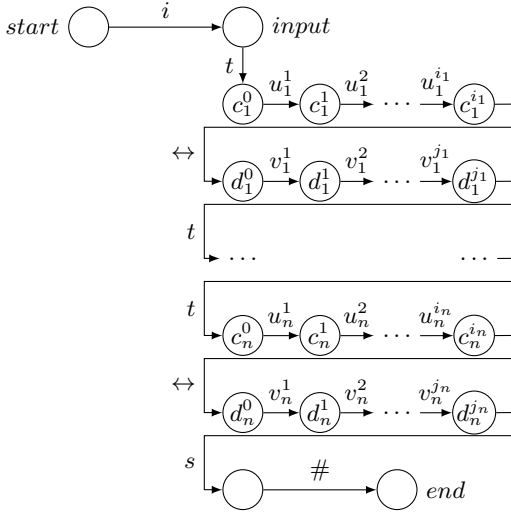 i
start input
t
u_1^1 u_1^2 u_1^{i_1}
c_1^0 c_1^1 ⋯ c_1^{i_1}
↔ v_1^1 v_1^2 v_1^{j_1}
d_1^0 d_1^1 ⋯ d_1^{j_1}
t
⋯ ⋯
t u_n^1 u_n^2 u_n^{i_n}
c_n^0 c_n^1 ⋯ c_n^{i_n}
↔ v_n^1 v_n^2 v_n^{j_n}
d_n^0 d_n^1 ⋯ d_n^{j_n}
s #
end